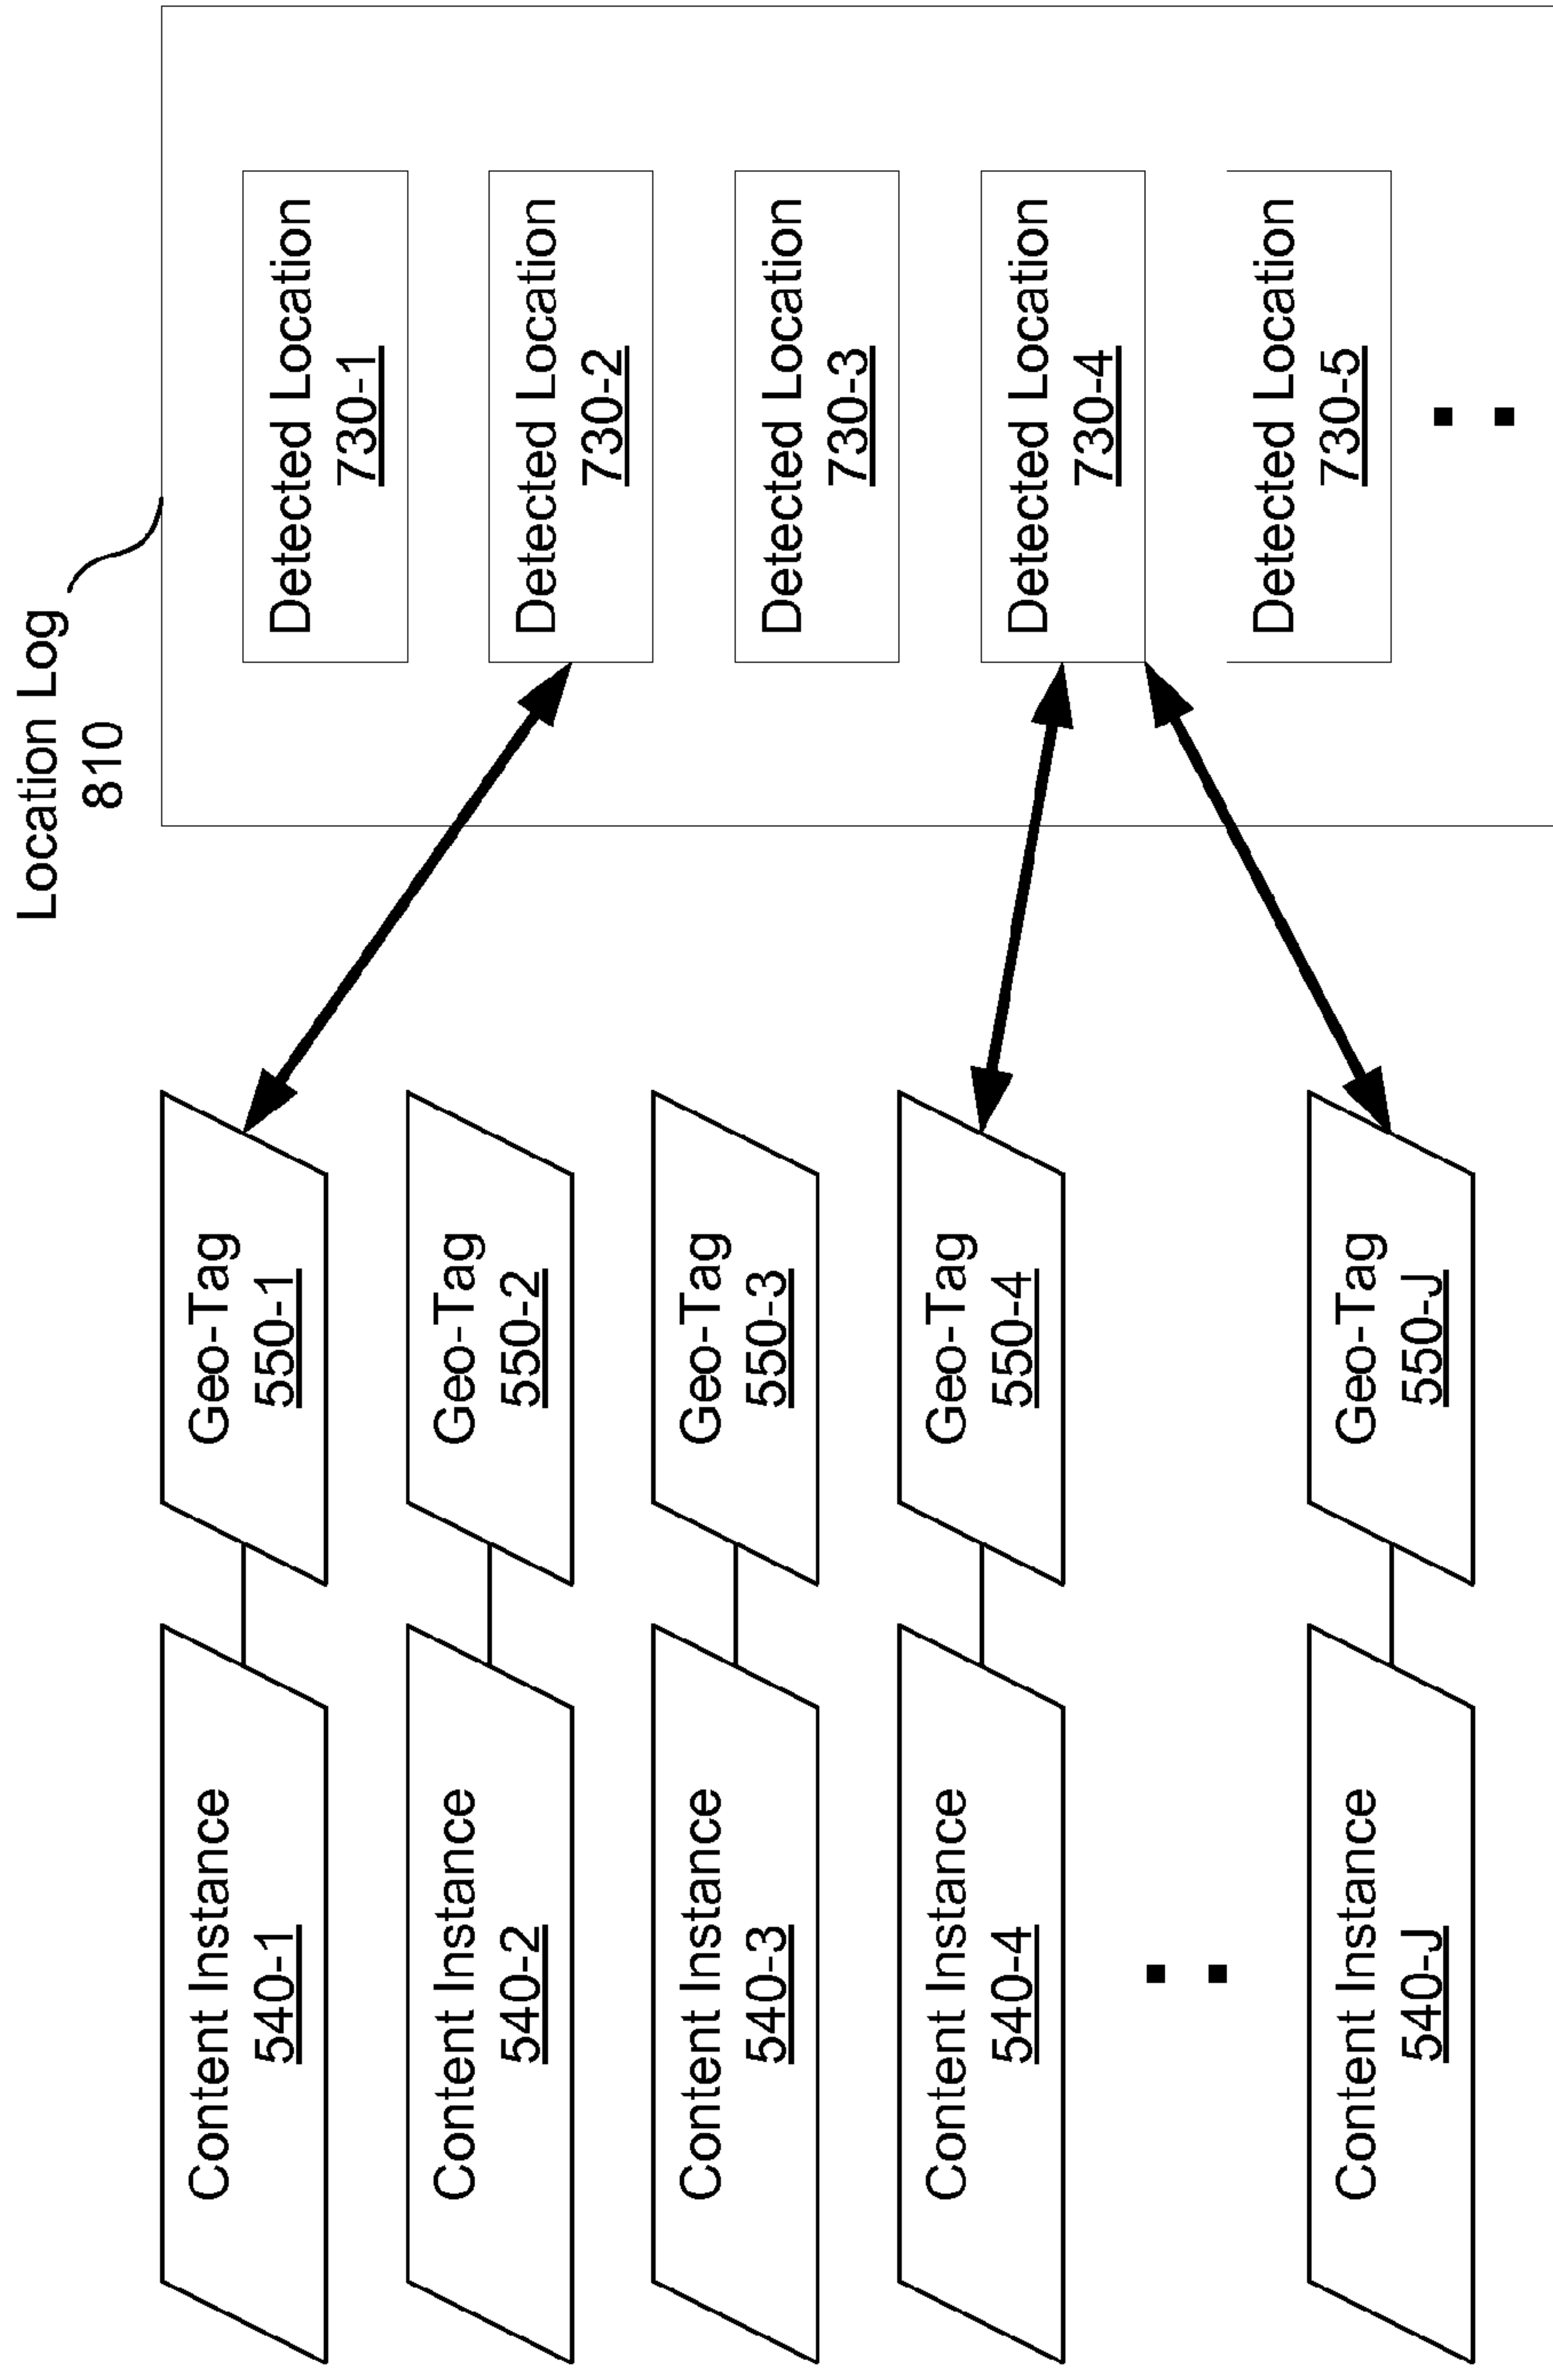 Location Log
810
Content Instance
540-1
Geo-Tag
550-1
Detected Location
730-1
Content Instance
540-2
Geo-Tag
550-2
Detected Location
730-2
Content Instance
540-3
Geo-Tag
550-3
Detected Location
730-3
Content Instance
540-4
Geo-Tag
550-4
Detected Location
730-4
Content Instance
540-J
Geo-Tag
550-J
Detected Location
730-5